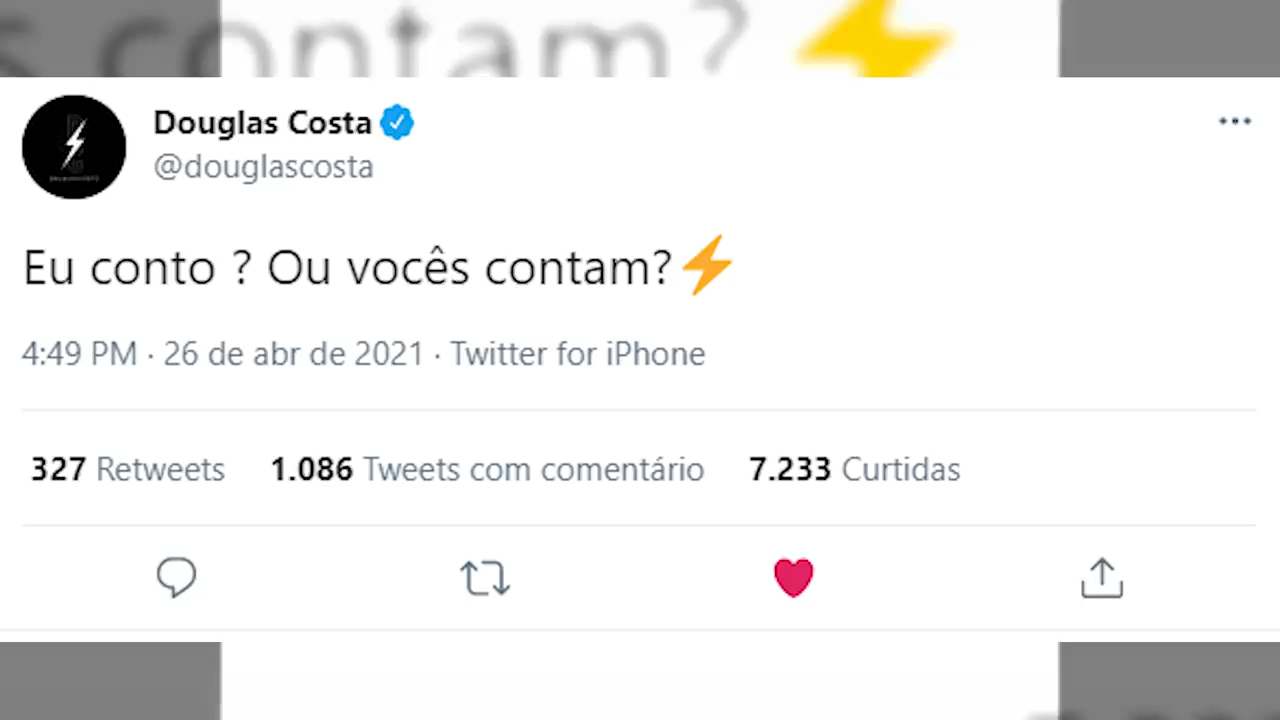 s contam? ⚡
Douglas Costa
@douglascosta
Eu conto ? Ou vocês contam?⚡
4:49 PM · 26 de abr de 2021 · Twitter for iPhone
327 Retweets 1.086 Tweets com comentário 7.233 Curtidas